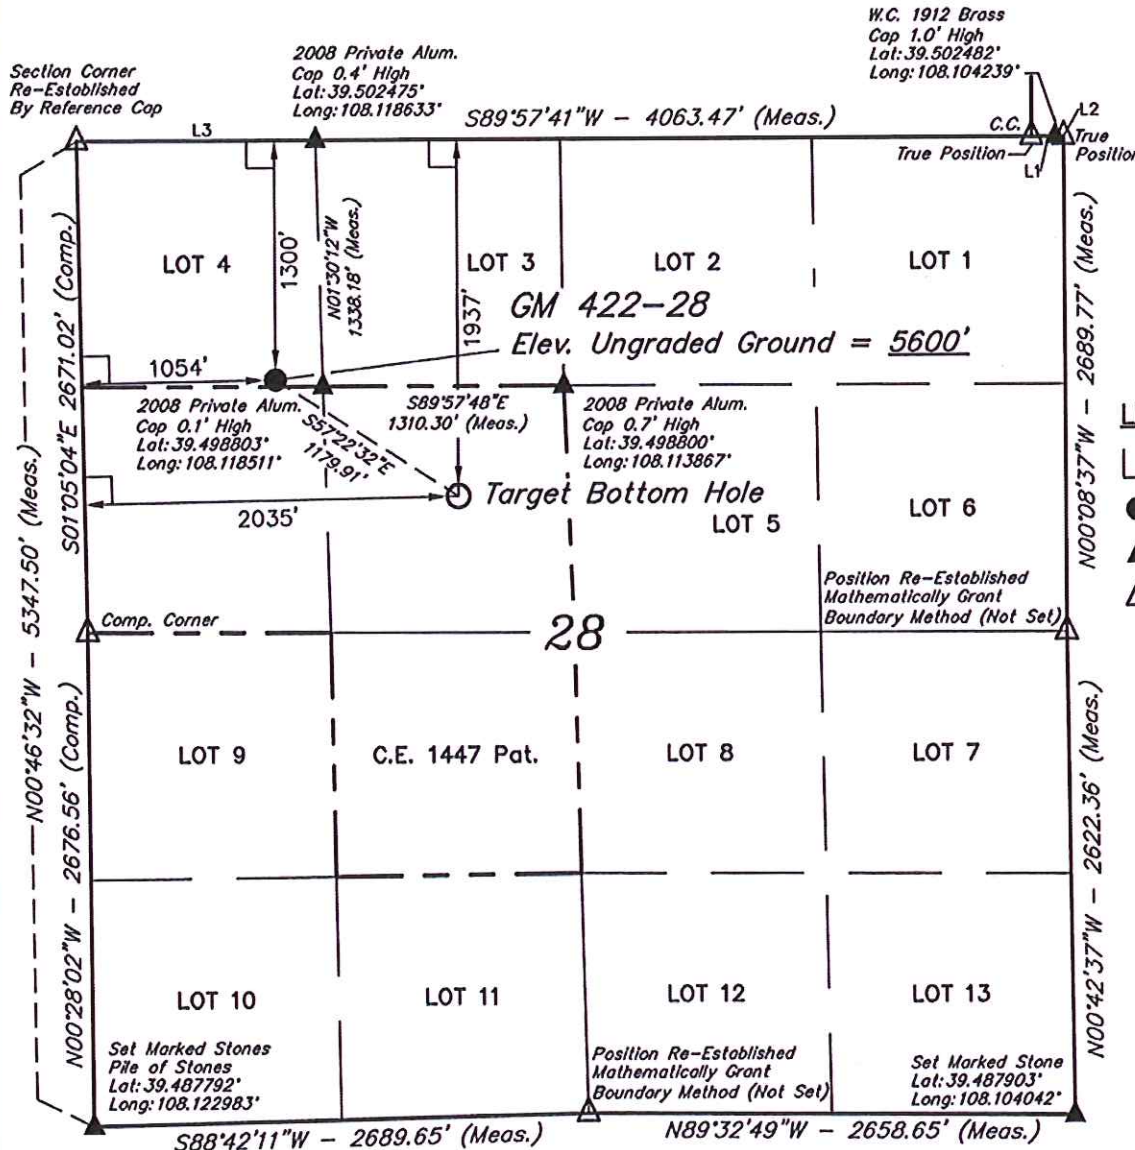 W.C. 1912 Brass
Cap 1.0' High
Lat: 39.502482°
Long: 108.104239°
2008 Private Alum.
Cap 0.4' High
Lat: 39.502475°
Long: 108.118633°
Section Corner
Re-Established
By Reference Cap
S89°57'41"W - 4063.47' (Meas.)
L3
C.C.
L2
True
Position
True Position
L1
LOT 4
LOT 3
LOT 2
LOT 1
1300'
N01°30'12"W
1338.18' (Meas.)
1937'
GM 422-28
Elev. Ungraded Ground = 5600'
1054'
2008 Private Alum.
Cap 0.1' High
Lat: 39.498803°
Long: 108.118511°
S89°57'48"E
1310.30' (Meas.)
2008 Private Alum.
Cap 0.7' High
Lat: 39.498800°
Long: 108.113867°
S57°22'32"E
1179.91'
Target Bottom Hole
2035'
LOT 5
LOT 6
S01°05'04"E 2671.02' (Comp.)
N00°08'37"W - 2689.77' (Meas.)
N00°46'32"W - 5347.50' (Meas.)
Position Re-Established
Mathematically Grant
Boundary Method (Not Set)
Comp. Corner
28
LOT 9
C.E. 1447 Pat.
LOT 8
LOT 7
N00°28'02"W - 2676.56' (Comp.)
N00°42'37"W - 2622.36' (Meas.)
LOT 10
LOT 11
LOT 12
LOT 13
Set Marked Stones
Pile of Stones
Lat: 39.487792°
Long: 108.122983°
Position Re-Established
Mathematically Grant
Boundary Method (Not Set)
Set Marked Stone
Lat: 39.487903°
Long: 108.104042°
S88°42'11"W - 2689.65' (Meas.)
N89°32'49"W - 2658.65' (Meas.)